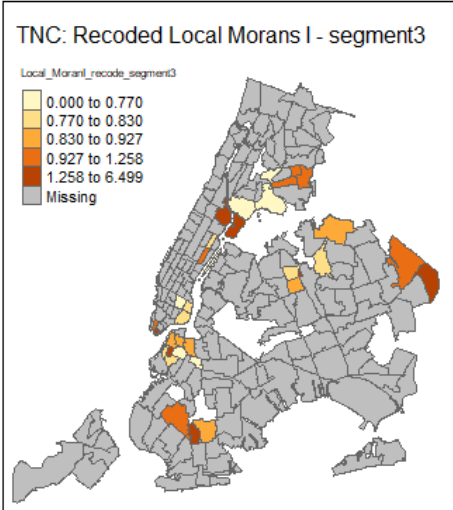 TNC: Recoded Local Morans I - segment3
Local_MoranI_recode_segment3
0.000 to 0.770
0.770 to 0.830
0.830 to 0.927
0.927 to 1.258
1.258 to 6.499
Missing